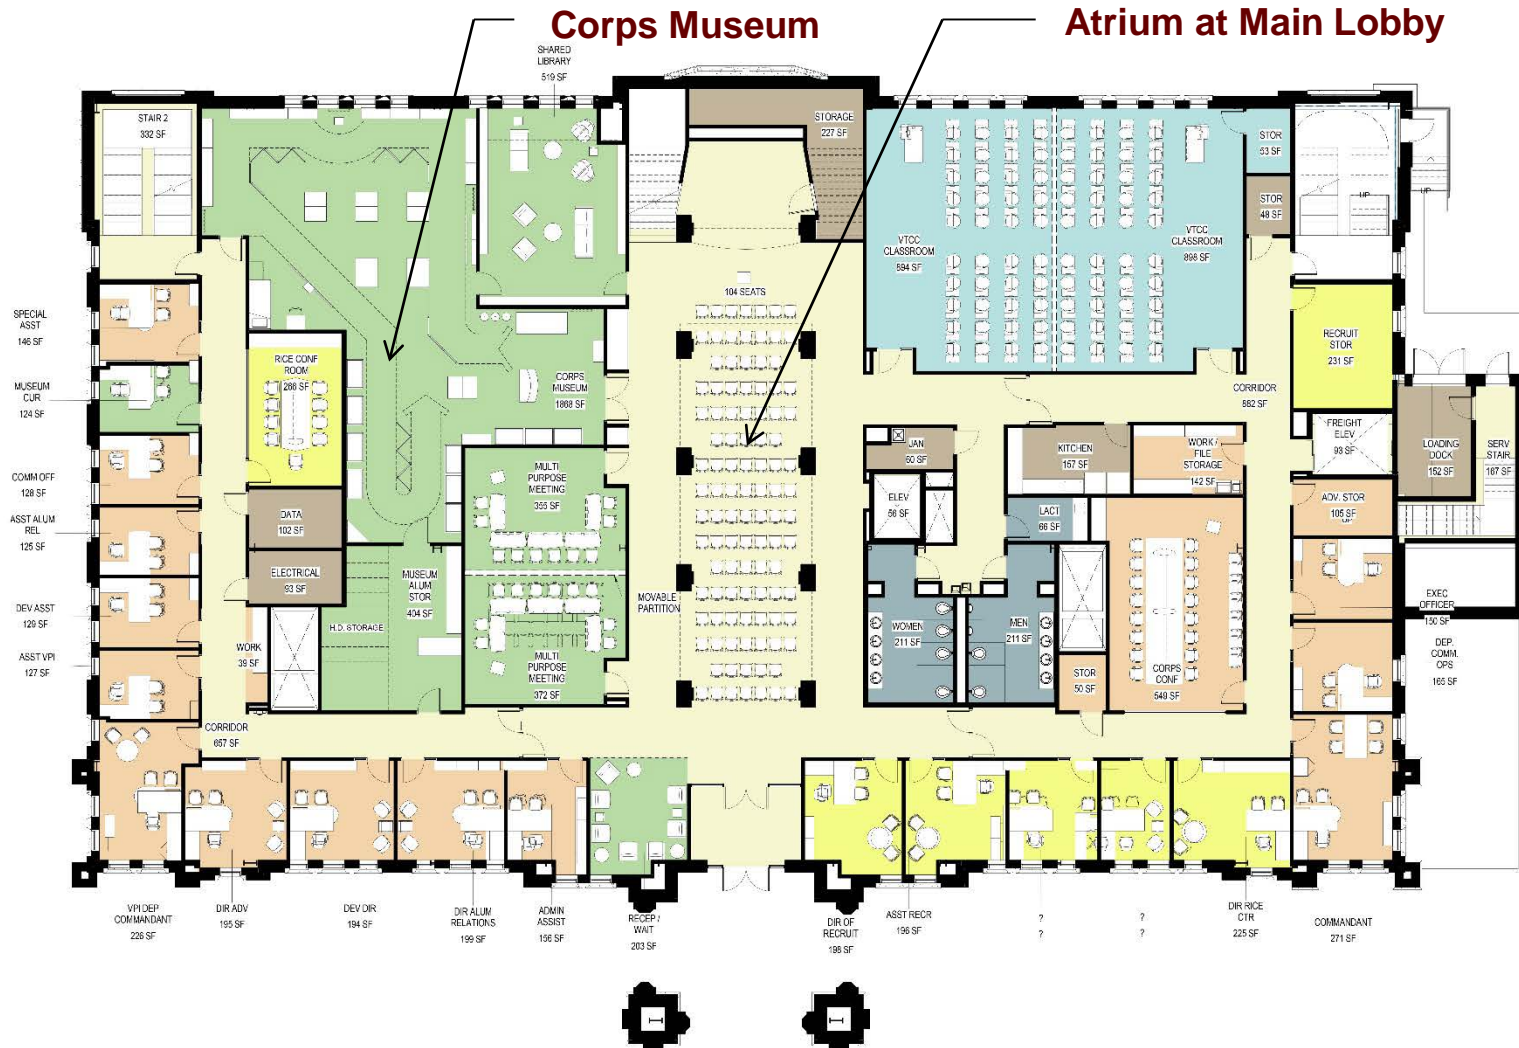 Corps Museum
Atrium at Main Lobby
SHARED
LIBRARY
519 SF
STAIR 2
332 SF
STORAGE
227 SF
STOR
53 SF
STOR
48 SF
UP
UP
VTCC
CLASSROOM
894 SF
VTCC
CLASSROOM
898 SF
104 SEATS
SPECIAL
ASST
146 SF
RICE CONF
ROOM
268 SF
RECRUIT
STOR
231 SF
MUSEUM
CUR
124 SF
CORPS
MUSEUM
1868 SF
CORRIDOR
882 SF
FREIGHT
ELEV
93 SF
JAN
60 SF
KITCHEN
157 SF
WORK /
FILE
STORAGE
142 SF
LOADING
DOCK
152 SF
SERV
STAIR
167 SF
COMM OFF
128 SF
MULTI
PURPOSE
MEETING
355 SF
DATA
102 SF
ELEV
56 SF
LACT
66 SF
ADV. STOR
105 SF
UP
ASST ALUM
REL
125 SF
ELECTRICAL
93 SF
MUSEUM
ALUM
STOR
404 SF
MOVABLE
PARTITION
EXEC
OFFICER
150 SF
DEV ASST
129 SF
H.D. STORAGE
WOMEN
211 SF
MEN
211 SF
DEP.
COMM.
OPS
165 SF
ASST VPI
127 SF
WORK
39 SF
MULTI
PURPOSE
MEETING
372 SF
STOR
50 SF
CORPS
CONF
549 SF
CORRIDOR
657 SF
VPI DEP
COMMANDANT
226 SF
DIR ADV
195 SF
DEV DIR
194 SF
DIR ALUM
RELATIONS
199 SF
ADMIN
ASSIST
156 SF
RECEP /
WAIT
203 SF
DIR OF
RECRUIT
198 SF
ASST RECR
196 SF
?
?
?
?
DIR RICE
CTR
225 SF
COMMANDANT
271 SF